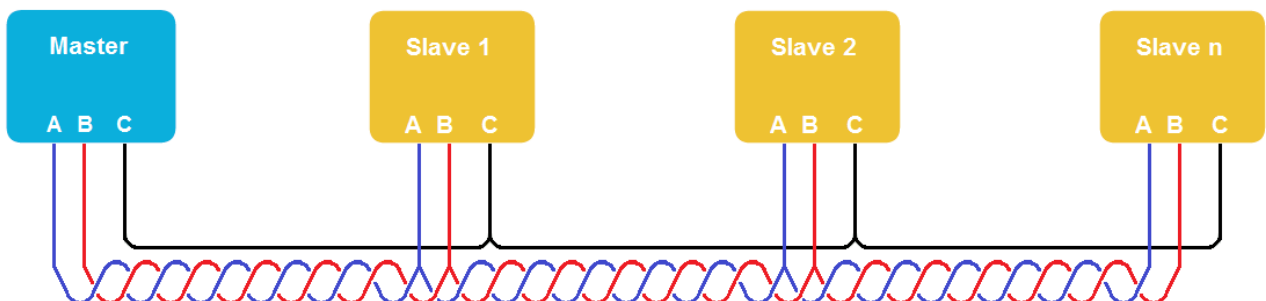 Master
A B C
Slave 1
A B C
Slave 2
A B C
Slave n
A B C